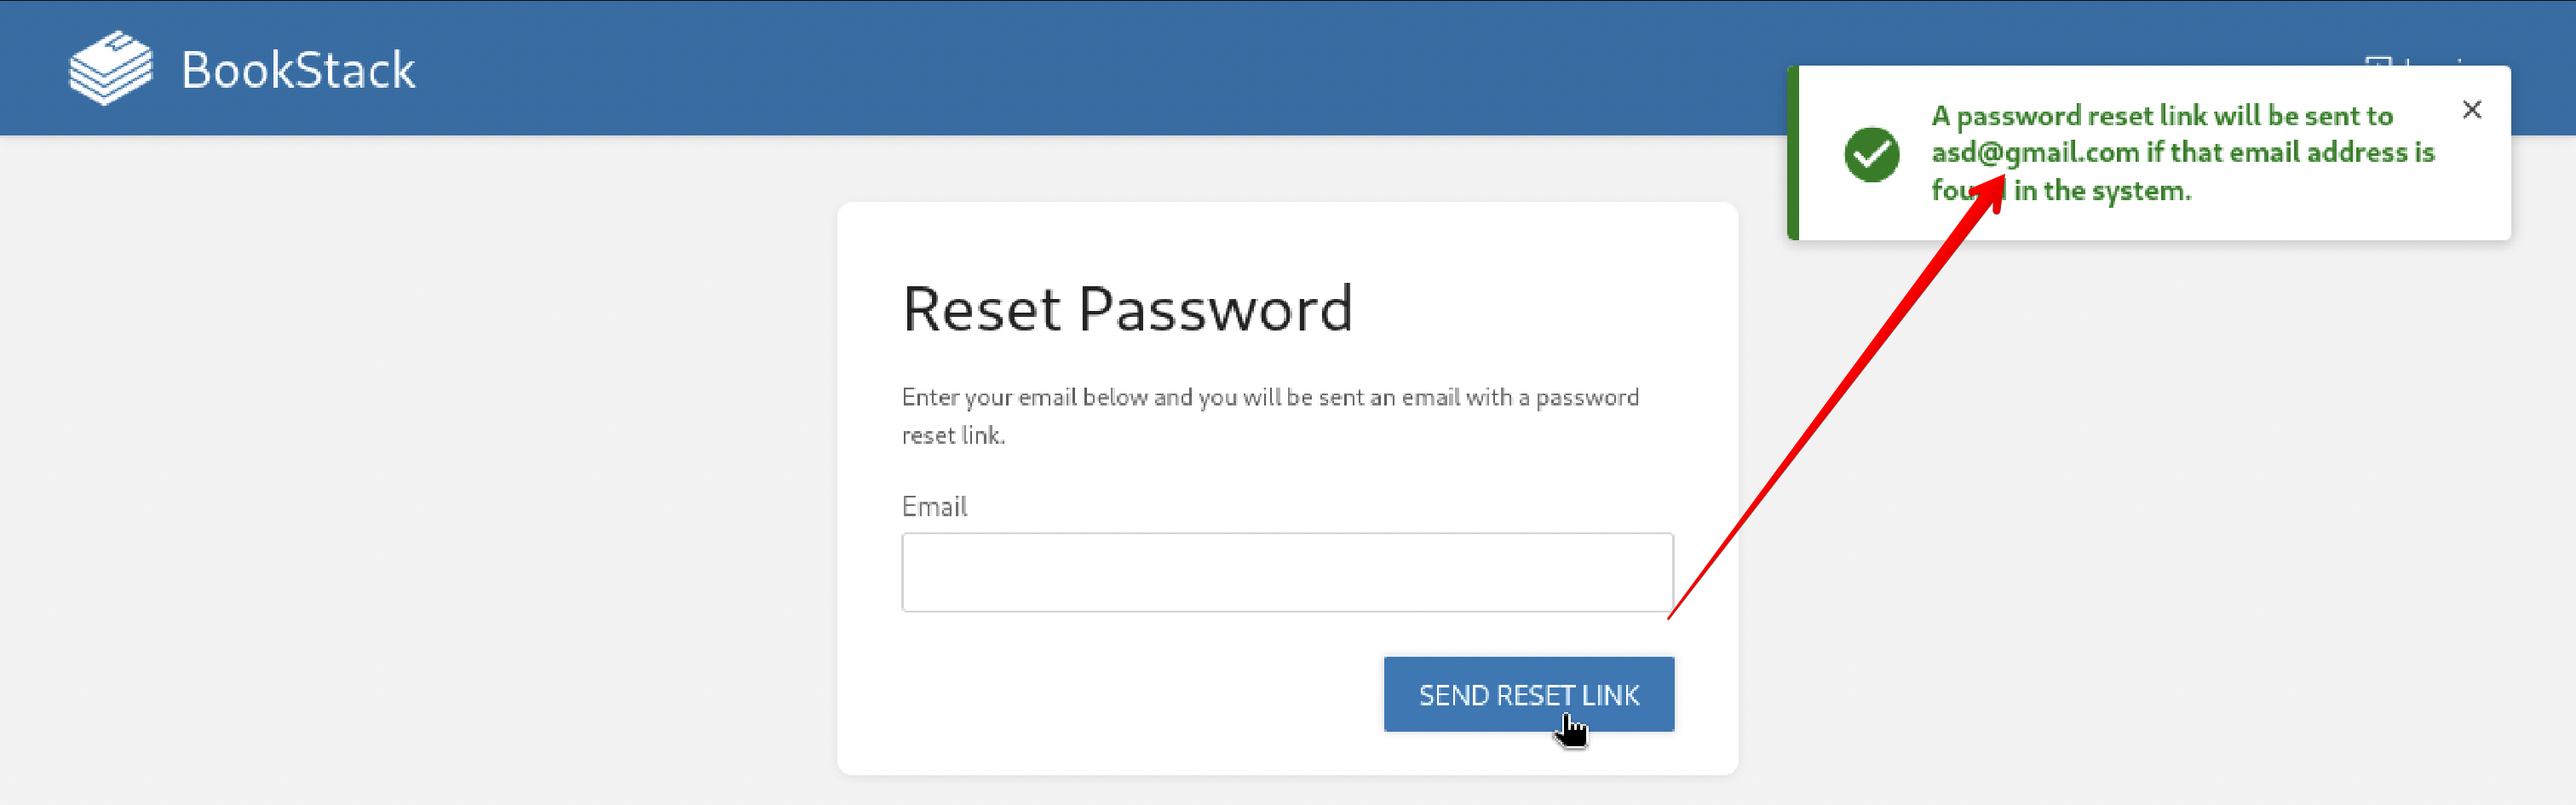 BookStack
A password reset link will be sent to
asd@gmail.com if that email address is
found in the system.
Reset Password
Enter your email below and you will be sent an email with a password
reset link.
Email
SEND RESET LINK